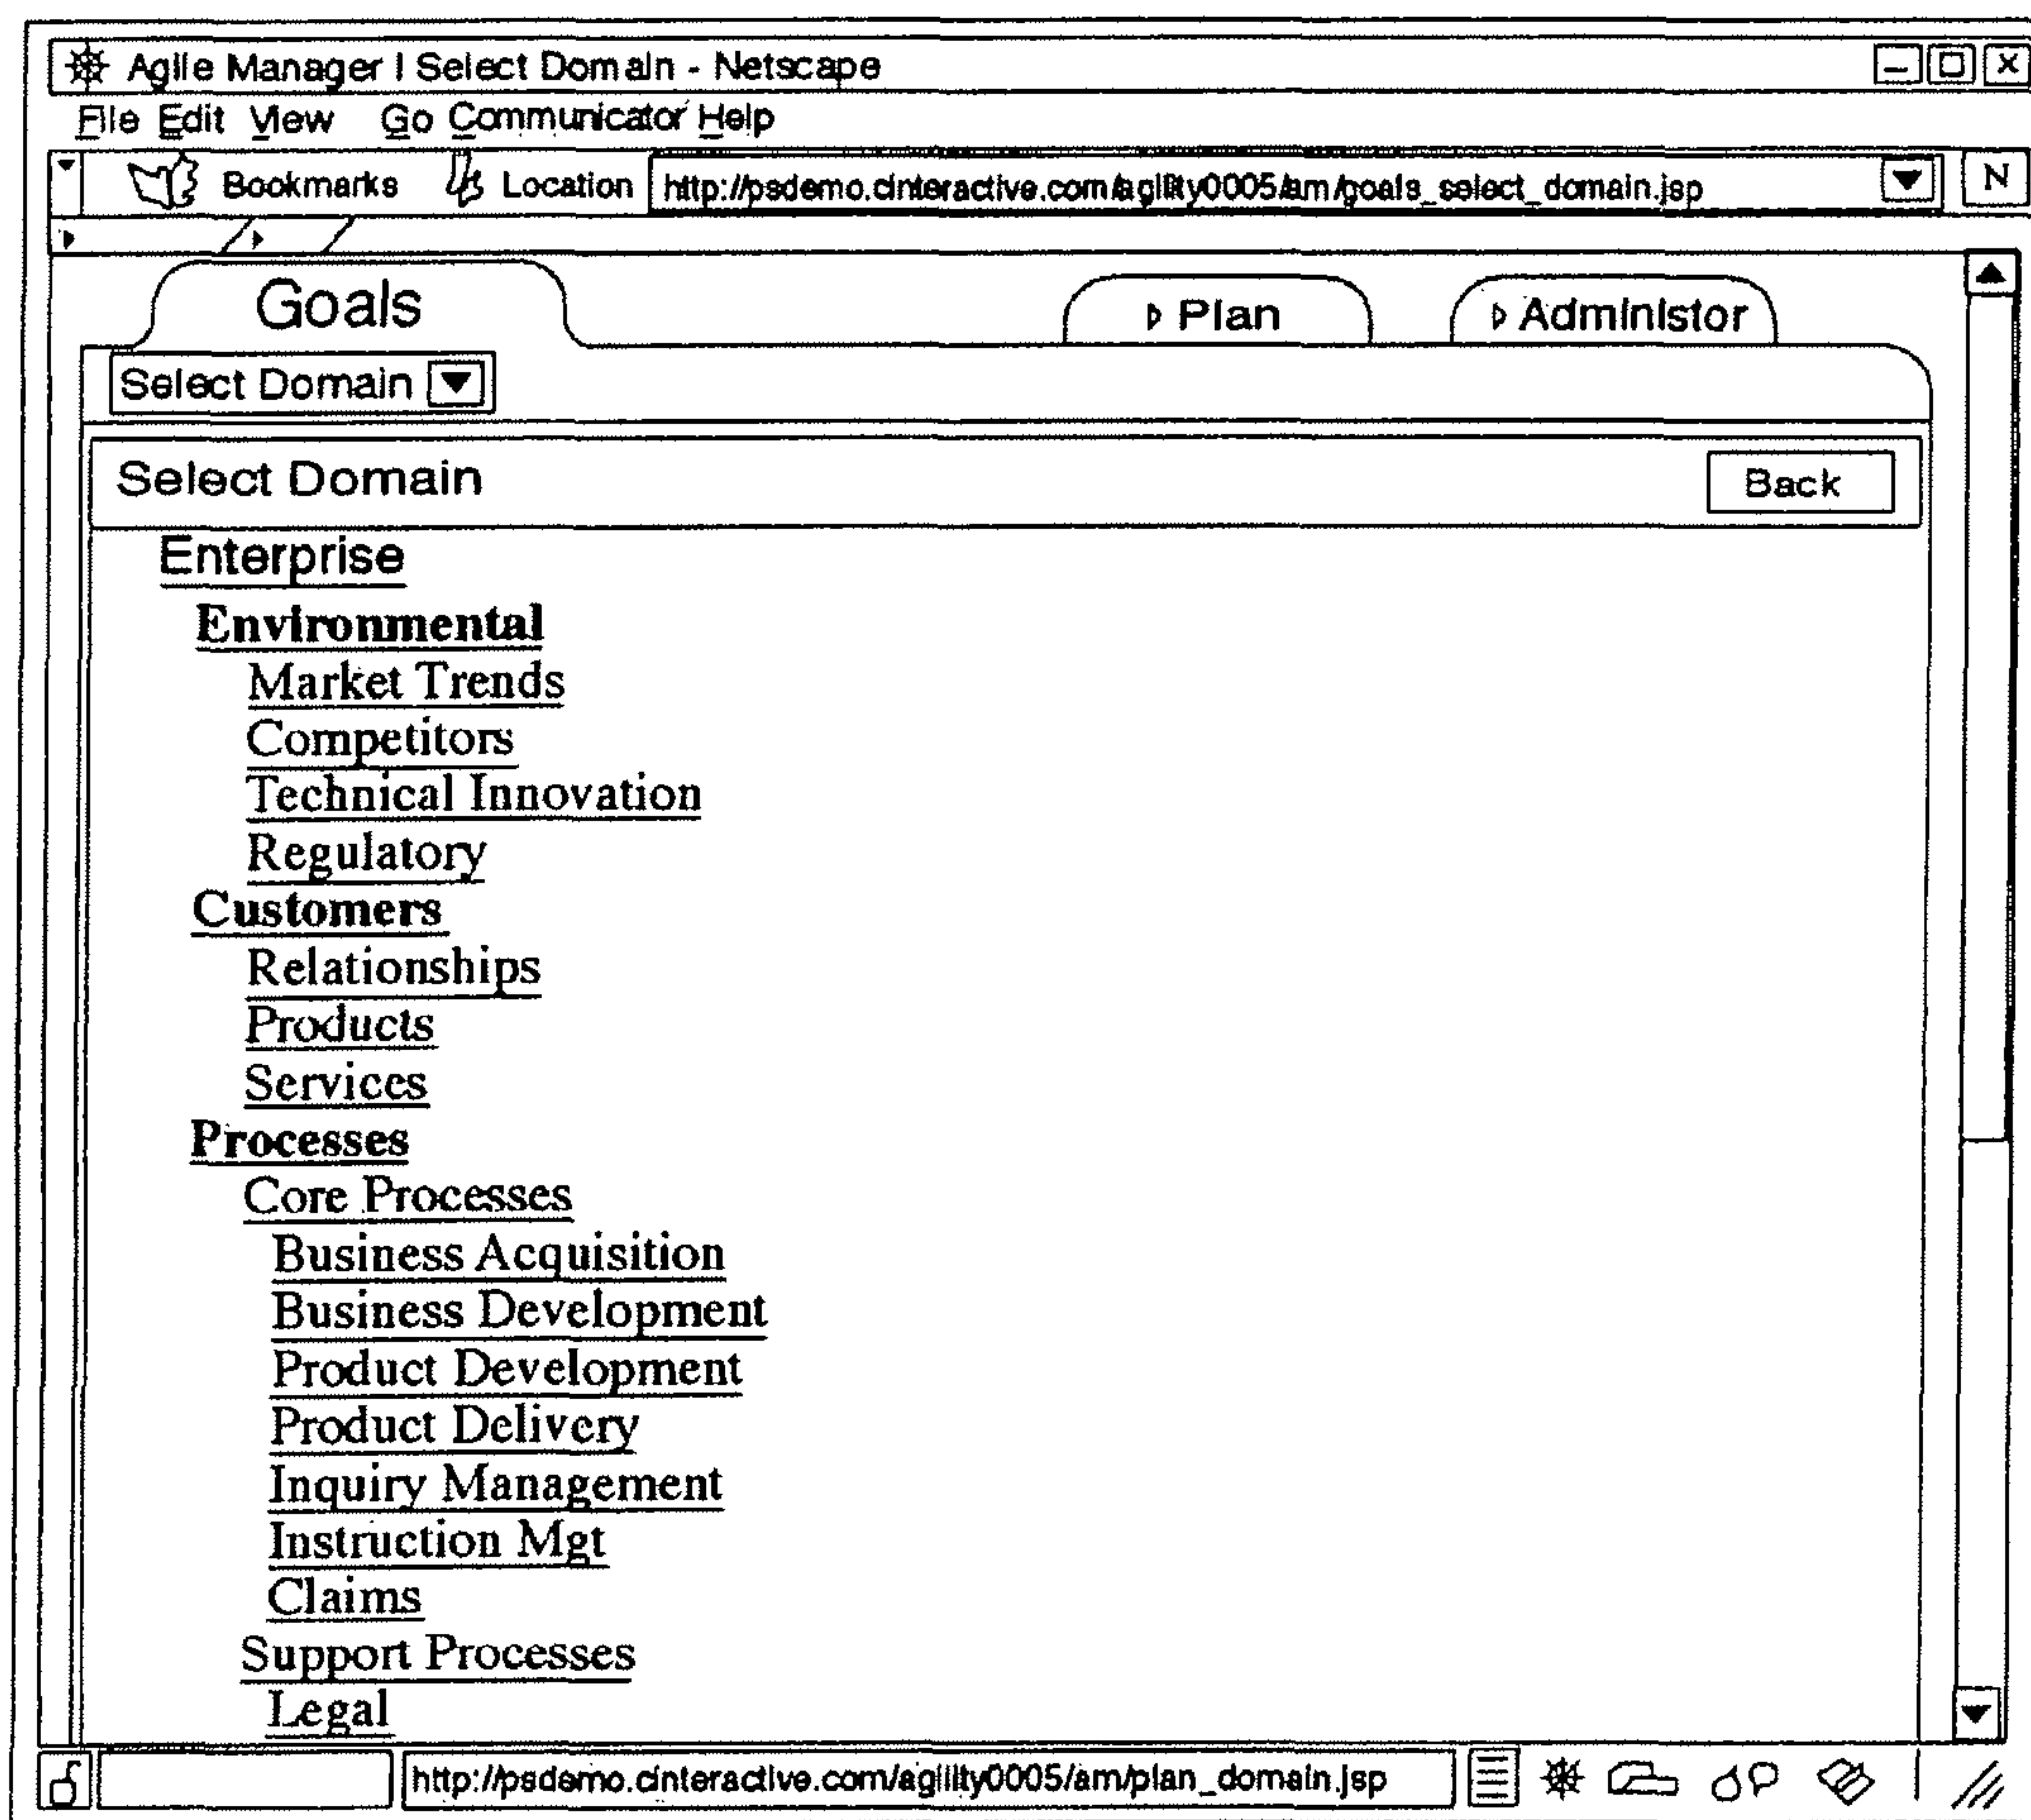 Agile Manager | Select Domain - Netscape
File Edit View Go Communicator Help
Bookmarks Location http://psdemo.cinteractive.com/agility0005/am/goals_select_domain.jsp N
Goals Plan Administor
Select Domain
Select Domain Back
Enterprise
Environmental
Market Trends
Competitors
Technical Innovation
Regulatory
Customers
Relationships
Products
Services
Processes
Core Processes
Business Acquisition
Business Development
Product Development
Product Delivery
Inquiry Management
Instruction Mgt
Claims
Support Processes
Legal
http://psdemo.cinteractive.com/agility0005/am/plan_domain.jsp